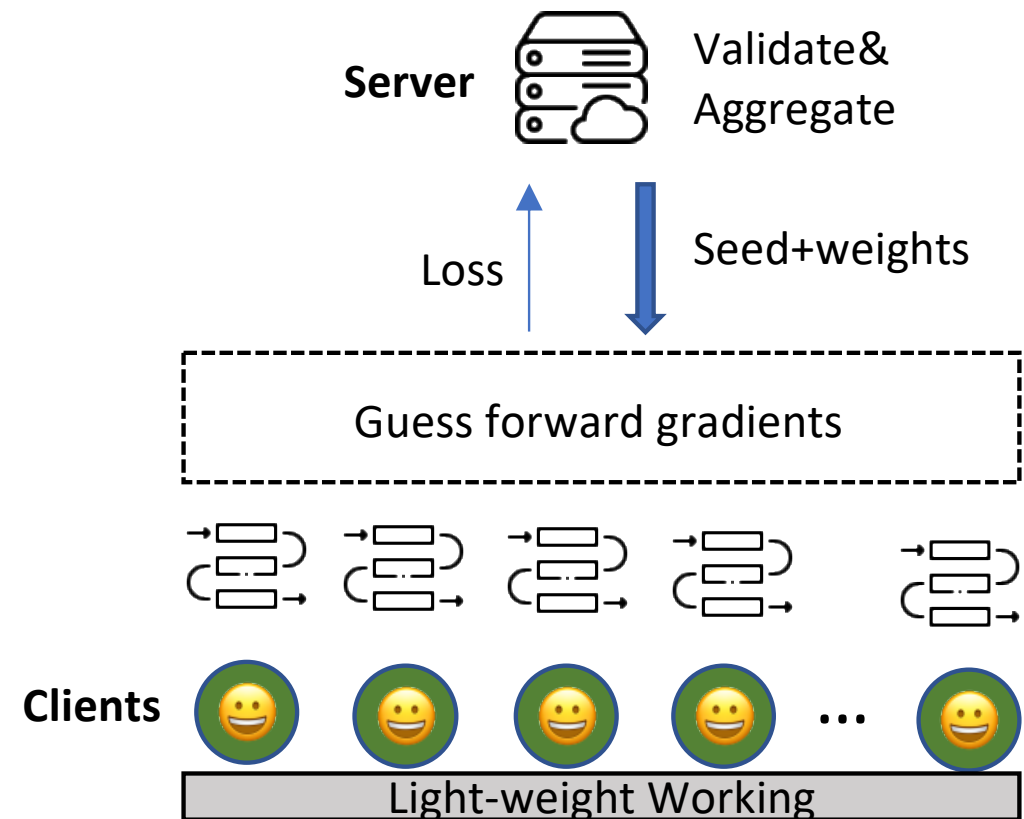 Server
Validate&
Aggregate
Loss
Seed+weights
Guess forward gradients
Clients
...
Light-weight Working